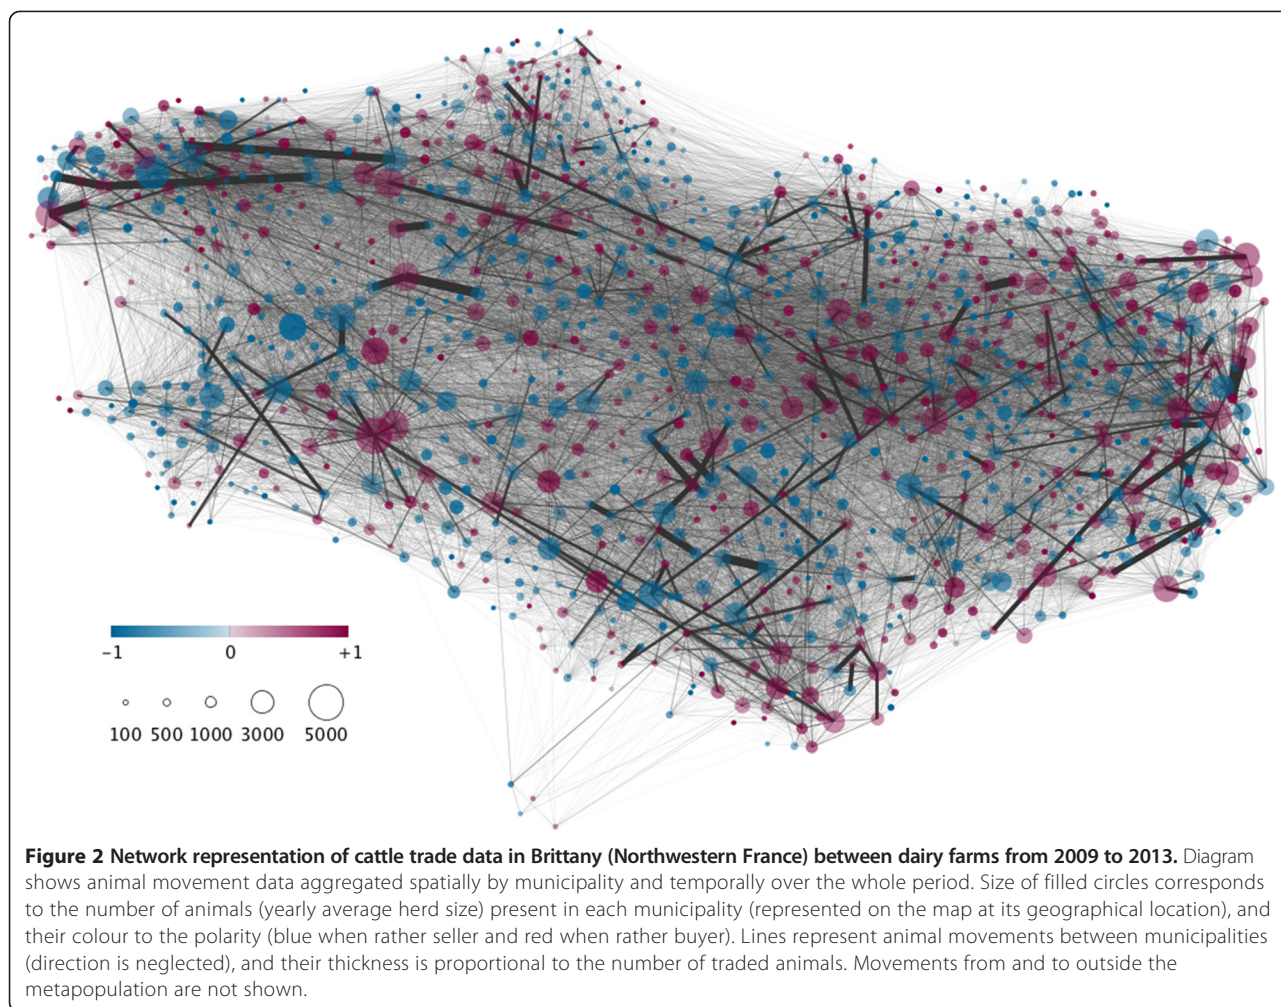 −1 0 +1
100 500 1000 3000 5000
Figure 2 Network representation of cattle trade data in Brittany (Northwestern France) between dairy farms from 2009 to 2013. Diagram
shows animal movement data aggregated spatially by municipality and temporally over the whole period. Size of filled circles corresponds
to the number of animals (yearly average herd size) present in each municipality (represented on the map at its geographical location), and
their colour to the polarity (blue when rather seller and red when rather buyer). Lines represent animal movements between municipalities
(direction is neglected), and their thickness is proportional to the number of traded animals. Movements from and to outside the
metapopulation are not shown.